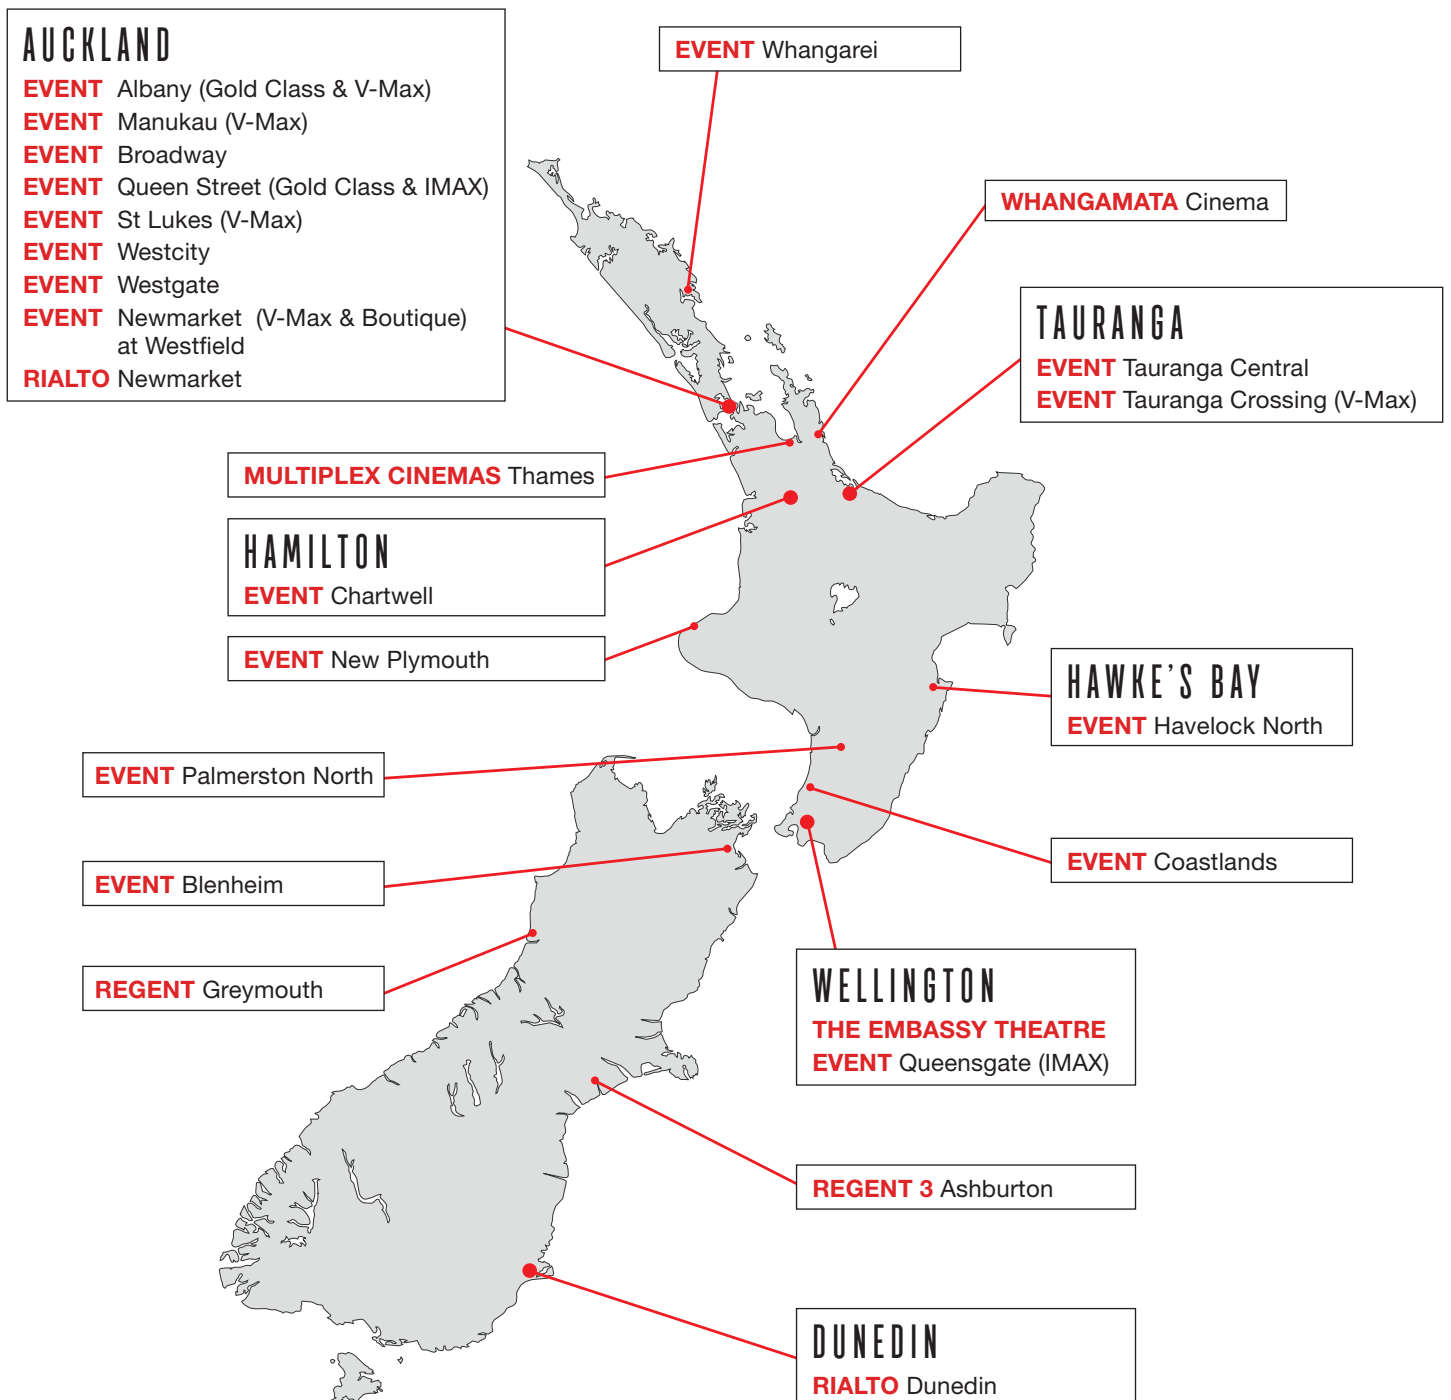 AUCKLAND
EVENT Albany (Gold Class & V-Max)
EVENT Manukau (V-Max)
EVENT Broadway
EVENT Queen Street (Gold Class & IMAX)
EVENT St Lukes (V-Max)
EVENT Westcity
EVENT Westgate
EVENT Newmarket (V-Max & Boutique)
at Westfield
RIALTO Newmarket
EVENT Whangarei
WHANGAMATA Cinema
TAURANGA
EVENT Tauranga Central
EVENT Tauranga Crossing (V-Max)
MULTIPLEX CINEMAS Thames
HAMILTON
EVENT Chartwell
EVENT New Plymouth
HAWKE'S BAY
EVENT Havelock North
EVENT Palmerston North
EVENT Coastlands
EVENT Blenheim
REGENT Greymouth
WELLINGTON
THE EMBASSY THEATRE
EVENT Queensgate (IMAX)
REGENT 3 Ashburton
DUNEDIN
RIALTO Dunedin